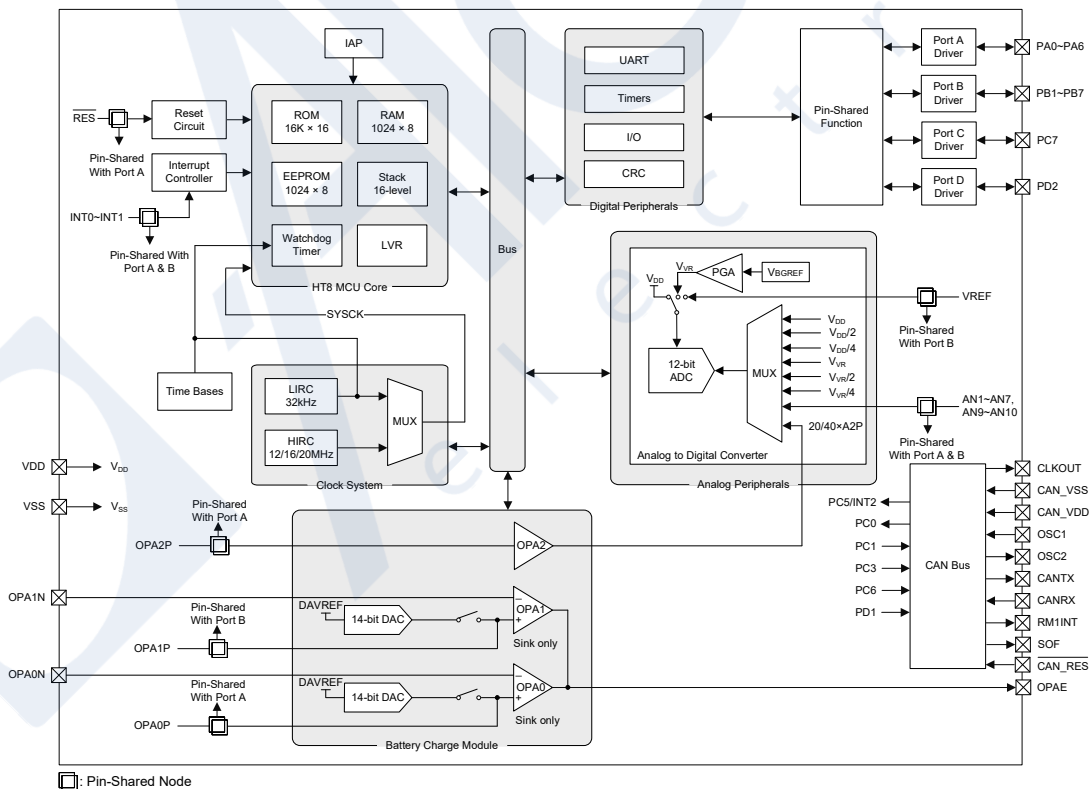 IAP
ROM
16K × 16
RAM
1024 × 8
EEPROM
1024 × 8
Stack
16-level
Watchdog
Timer
LVR
HT8 MCU Core
RES
Reset
Circuit
Pin-Shared
With Port A
Interrupt
Controller
INT0~INT1
Pin-Shared With
Port A & B
SYSCK
Time Bases
LIRC
32kHz
HIRC
12/16/20MHz
MUX
Clock System
Bus
UART
Timers
I/O
CRC
Digital Peripherals
Pin-Shared
Function
Port A
Driver
Port B
Driver
Port C
Driver
Port D
Driver
PA0~PA6
PB1~PB7
PC7
PD2
VDD
VVR
PGA
VBGREF
12-bit
ADC
MUX
VDD
VDD/2
VDD/4
VVR
VVR/2
VVR/4
20/40×A2P
Analog to Digital Converter
Analog Peripherals
VREF
Pin-Shared
With Port B
AN1~AN7,
AN9~AN10
Pin-Shared
With Port A & B
VDD
VDD
VSS
VSS
Pin-Shared
With Port A
OPA2P
OPA2
OPA1N
Pin-Shared
With Port B
OPA1P
DAVREF
14-bit DAC
OPA1
Sink only
OPA0N
Pin-Shared
With Port A
OPA0P
DAVREF
14-bit DAC
OPA0
Sink only
Battery Charge Module
PC5/INT2
PC0
PC1
PC3
PC6
PD1
CAN Bus
CLKOUT
CAN_VSS
CAN_VDD
OSC1
OSC2
CANTX
CANRX
RM1INT
SOF
CAN_RES
OPAE
: Pin-Shared Node